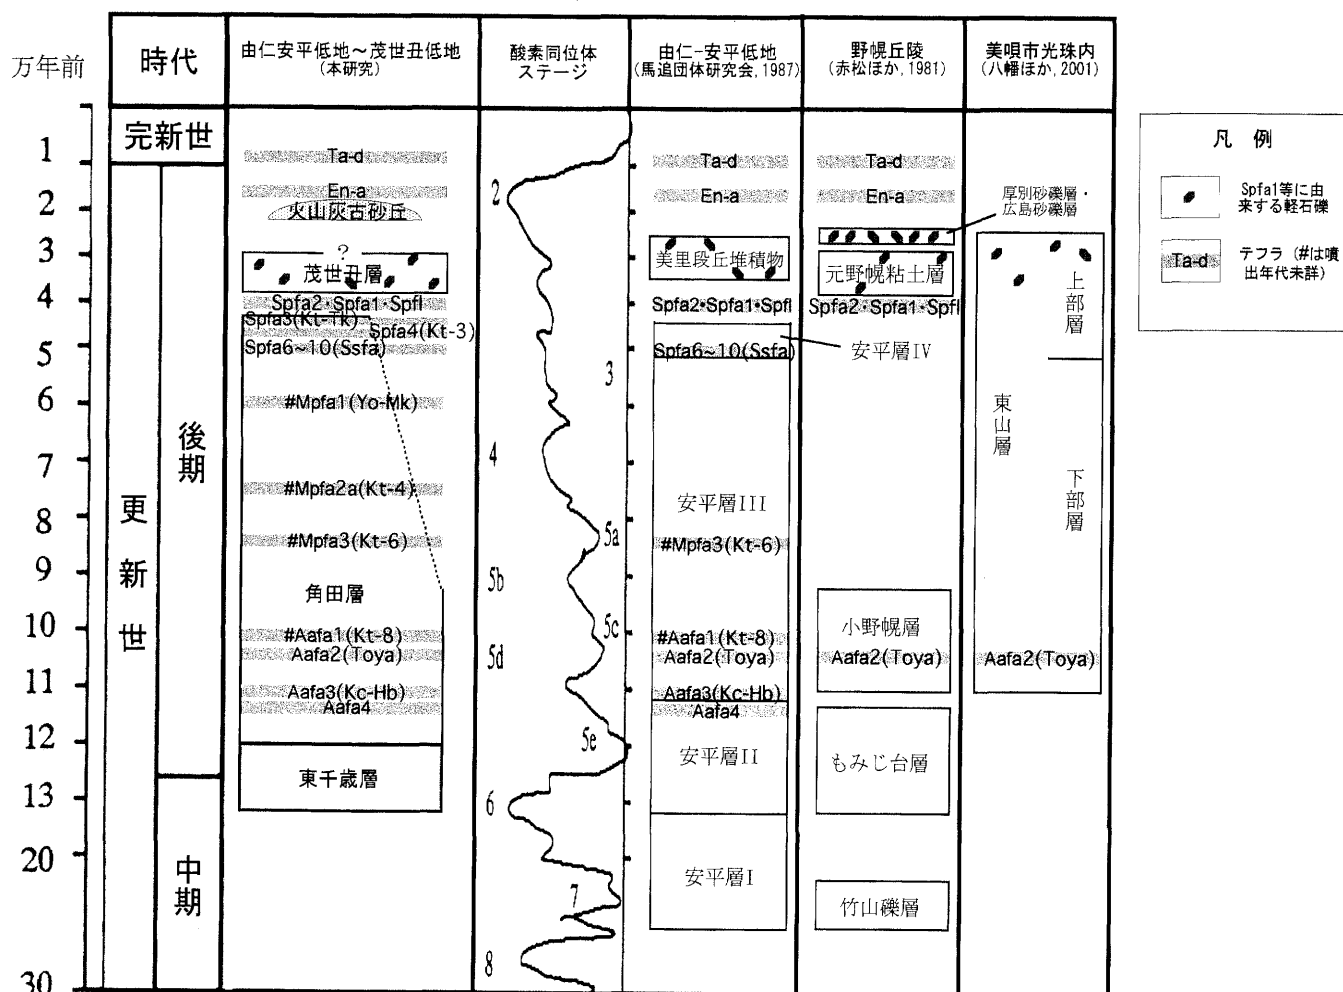 万年前
時代
由仁安平低地~茂世丑低地
(本研究)
酸素同位体
ステージ
由仁-安平低地
(馬追団体研究会,1987)
野幌丘陵
(赤松ほか,1981)
美唄市光珠内
(八幡ほか,2001)
1
2
3
4
5
6
7
8
9
10
11
12
13
20
30
完新世
更新世
後期
中期
Ta-d
En-a
火山灰古砂丘
?
茂世丑層
Spfa2・Spfa1・Spfl
Spfa3(Kt-Tk)
Spfa4(Kt-3)
Spfa6~10(Ssfa)
#Mpfa1(Yo-Mk)
#Mpfa2a(Kt-4)
#Mpfa3(Kt-6)
角田層
#Aafa1(Kt-8)
Aafa2(Toya)
Aafa3(Kc-Hb)
Aafa4
東千歳層
2
3
4
5a
5b
5c
5d
5e
6
7
8
Ta-d
En-a
美里段丘堆積物
Spfa2•Spfa1•Spfl
Spfa6~10(Ssfa)
安平層IV
安平層III
#Mpfa3(Kt-6)
#Aafa1(Kt-8)
Aafa2(Toya)
Aafa3(Kc-Hb)
Aafa4
安平層II
安平層I
Ta-d
En-a
厚別砂礫層・
広島砂礫層
元野幌粘土層
Spfa2・Spfa1・Spfl
小野幌層
Aafa2(Toya)
もみじ台層
竹山礫層
上部層
東山層
下部層
Aafa2(Toya)
凡 例
Spfa1等に由
来する軽石礫
Ta-d
テフラ (#は噴
出年代未詳)